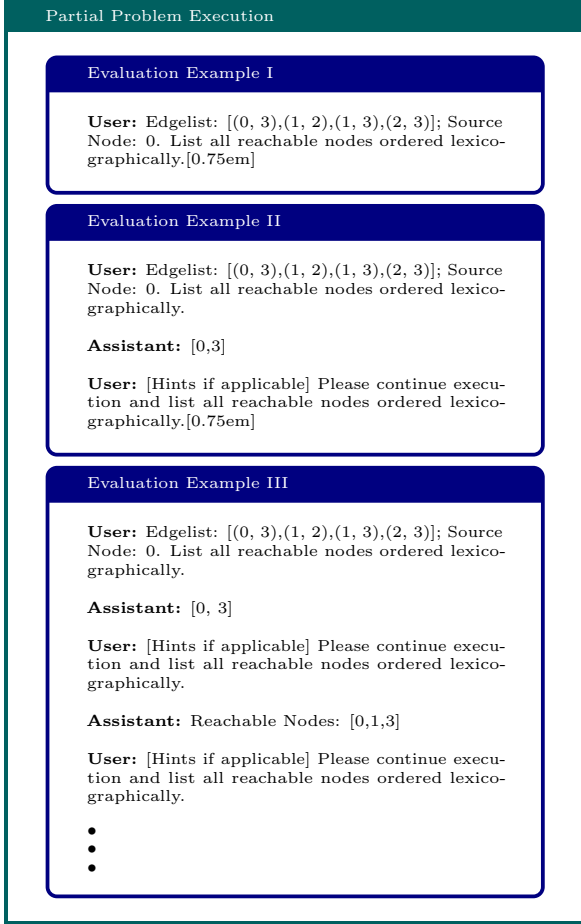 Partial Problem Execution
Evaluation Example I
User: Edgelist: [(0, 3),(1, 2),(1, 3),(2, 3)]; Source
Node: 0. List all reachable nodes ordered lexico-
graphically.[0.75em]
Evaluation Example II
User: Edgelist: [(0, 3),(1, 2),(1, 3),(2, 3)]; Source
Node: 0. List all reachable nodes ordered lexico-
graphically.
Assistant: [0,3]
User: [Hints if applicable] Please continue execu-
tion and list all reachable nodes ordered lexico-
graphically.[0.75em]
Evaluation Example III
User: Edgelist: [(0, 3),(1, 2),(1, 3),(2, 3)]; Source
Node: 0. List all reachable nodes ordered lexico-
graphically.
Assistant: [0, 3]
User: [Hints if applicable] Please continue execu-
tion and list all reachable nodes ordered lexico-
graphically.
Assistant: Reachable Nodes: [0,1,3]
User: [Hints if applicable] Please continue execu-
tion and list all reachable nodes ordered lexico-
graphically.
•
•
•